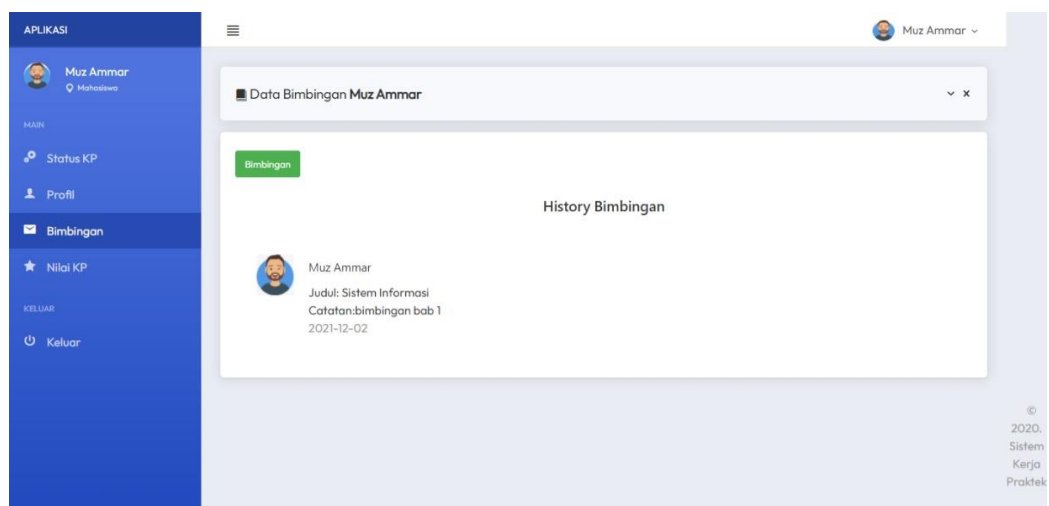 APLIKASI
Muz Ammar
Muz Ammar
Mahasiswa
Data Bimbingan Muz Ammar
MAIN
Status KP
Profil
Bimbingan
Nilai KP
KELUAR
Keluar
Bimbingan
History Bimbingan
Muz Ammar
Judul: Sistem Informasi
Catatan:bimbingan bab 1
2021-12-02
©
2020.
Sistem
Kerja
Praktek